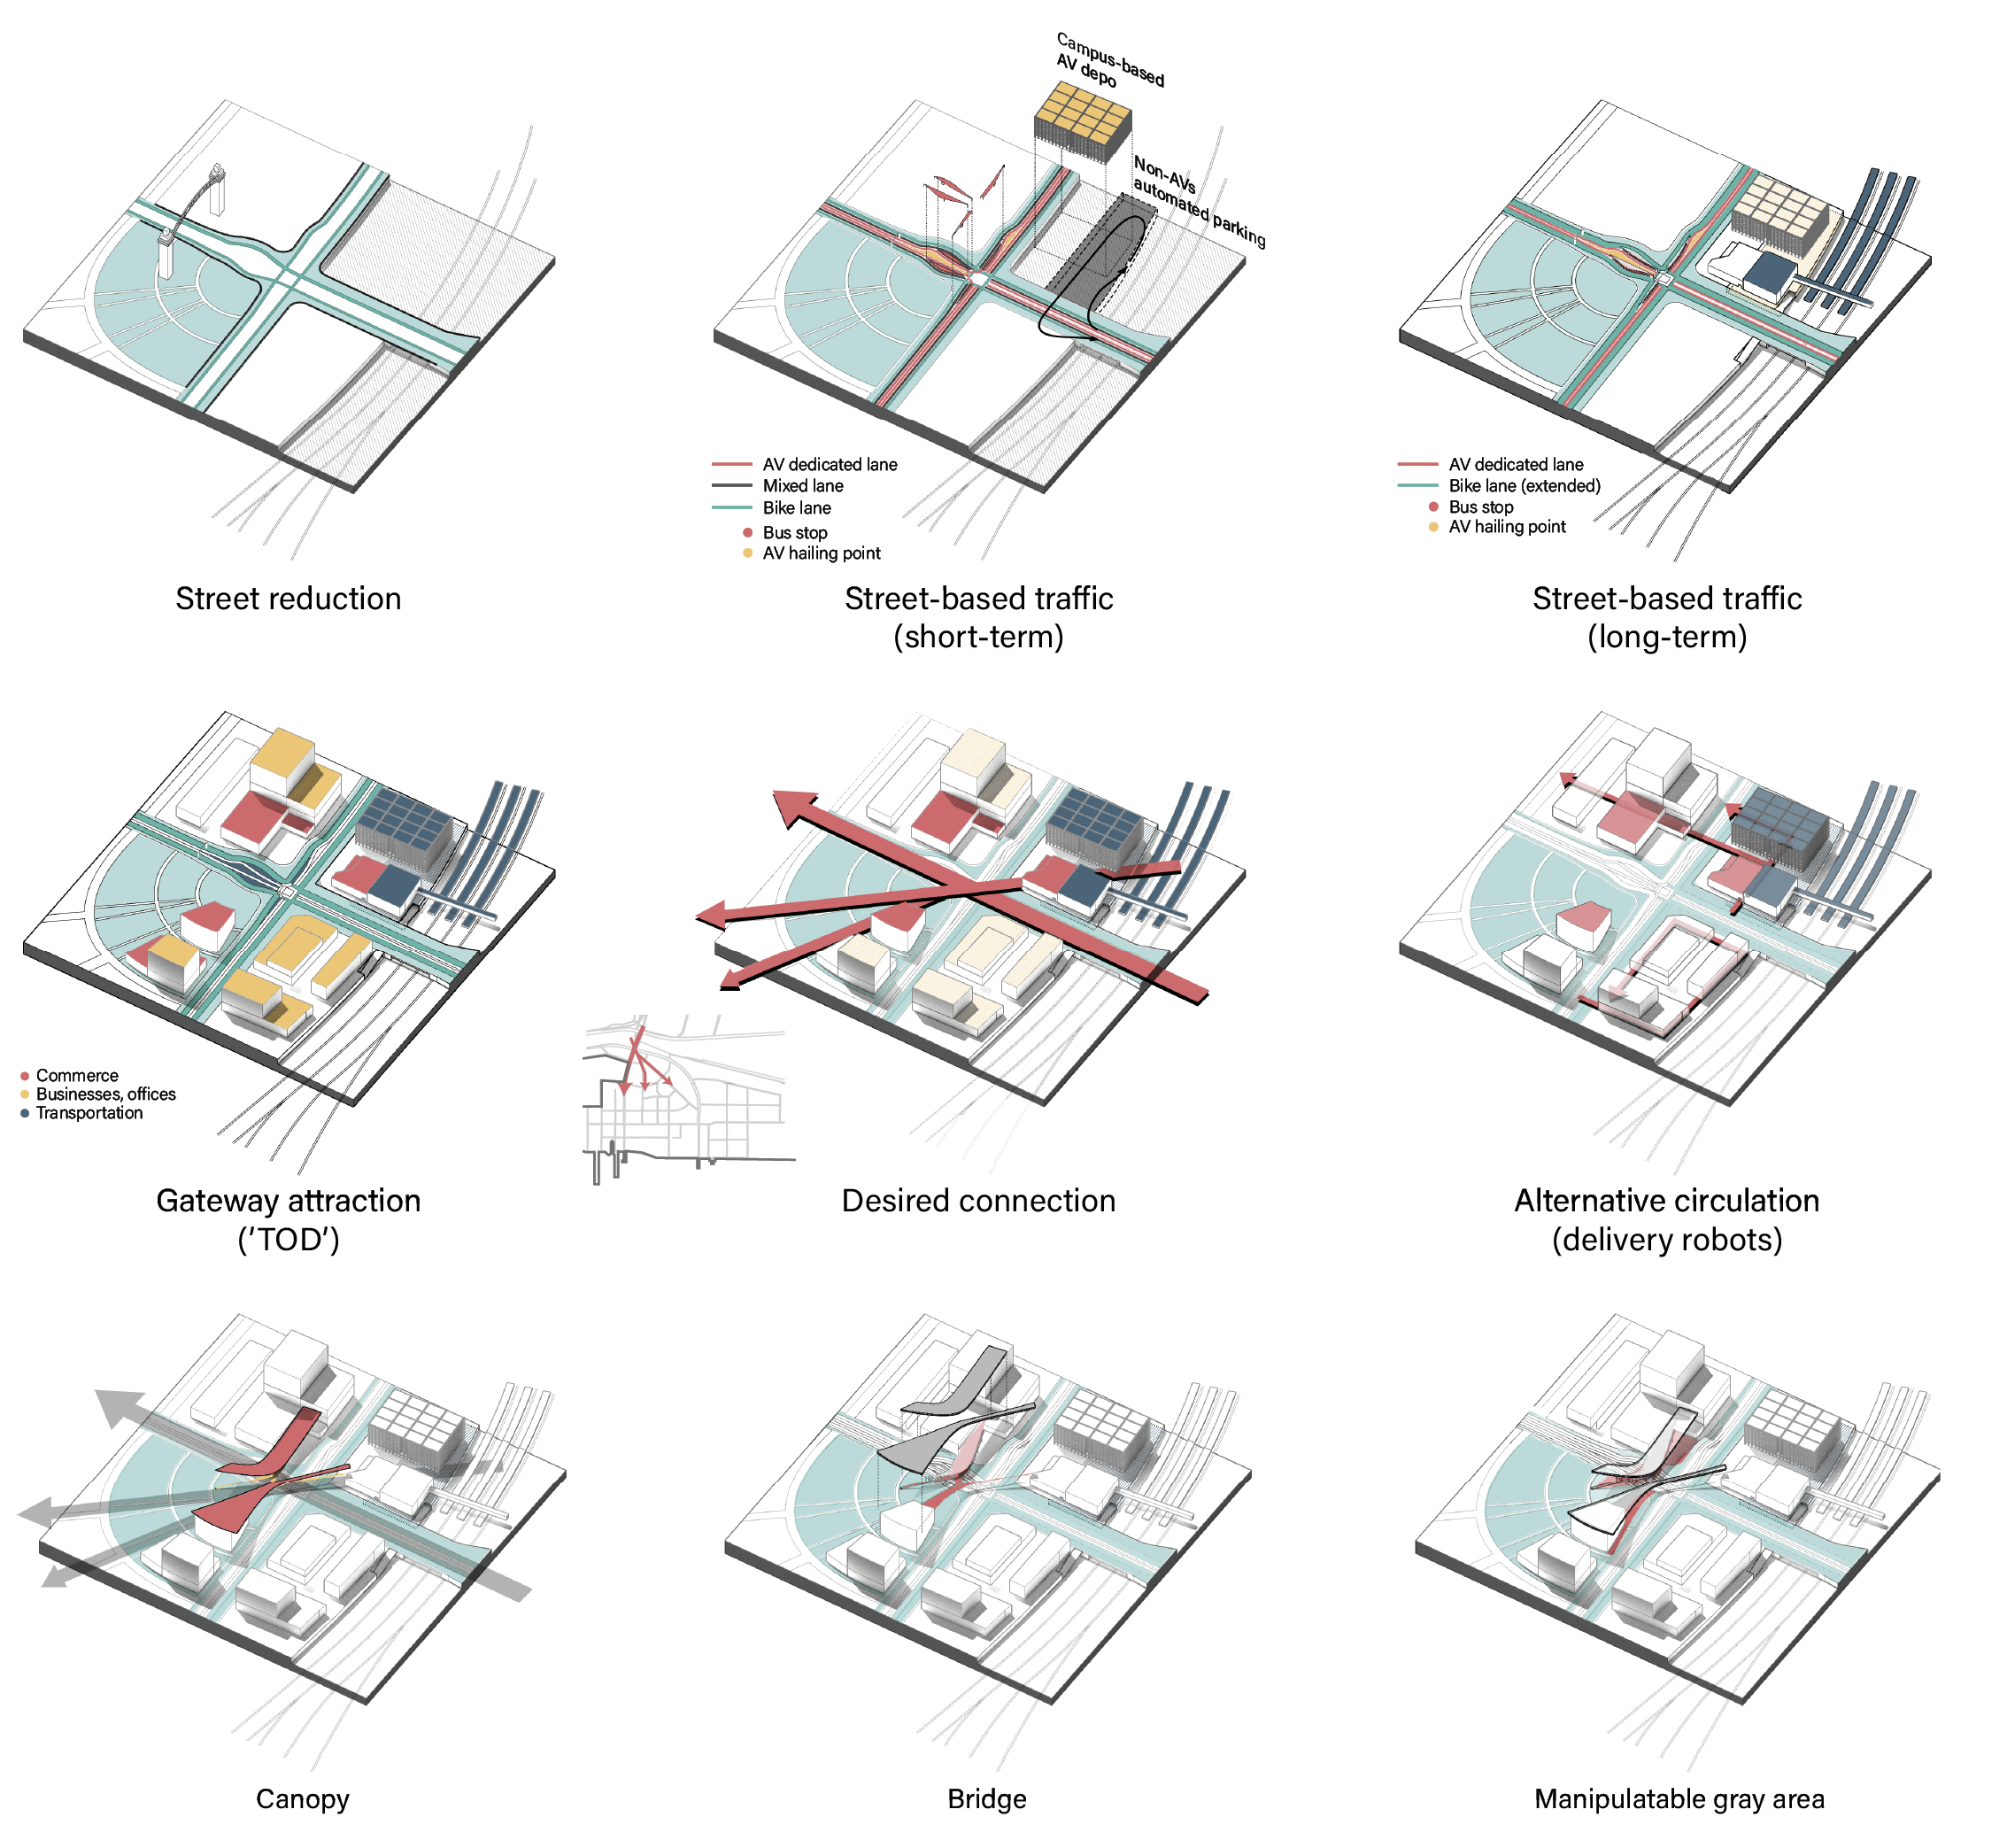 Campus-based
AV depo
Non-AVs
automated parking
AV dedicated lane
Mixed lane
Bike lane
Bus stop
AV hailing point
AV dedicated lane
Bike lane (extended)
Bus stop
AV hailing point
Street reduction
Street-based traffic
(short-term)
Street-based traffic
(long-term)
Commerce
Businesses, offices
Transportation
Gateway attraction
('TOD')
Desired connection
Alternative circulation
(delivery robots)
Canopy
Bridge
Manipulatable gray area